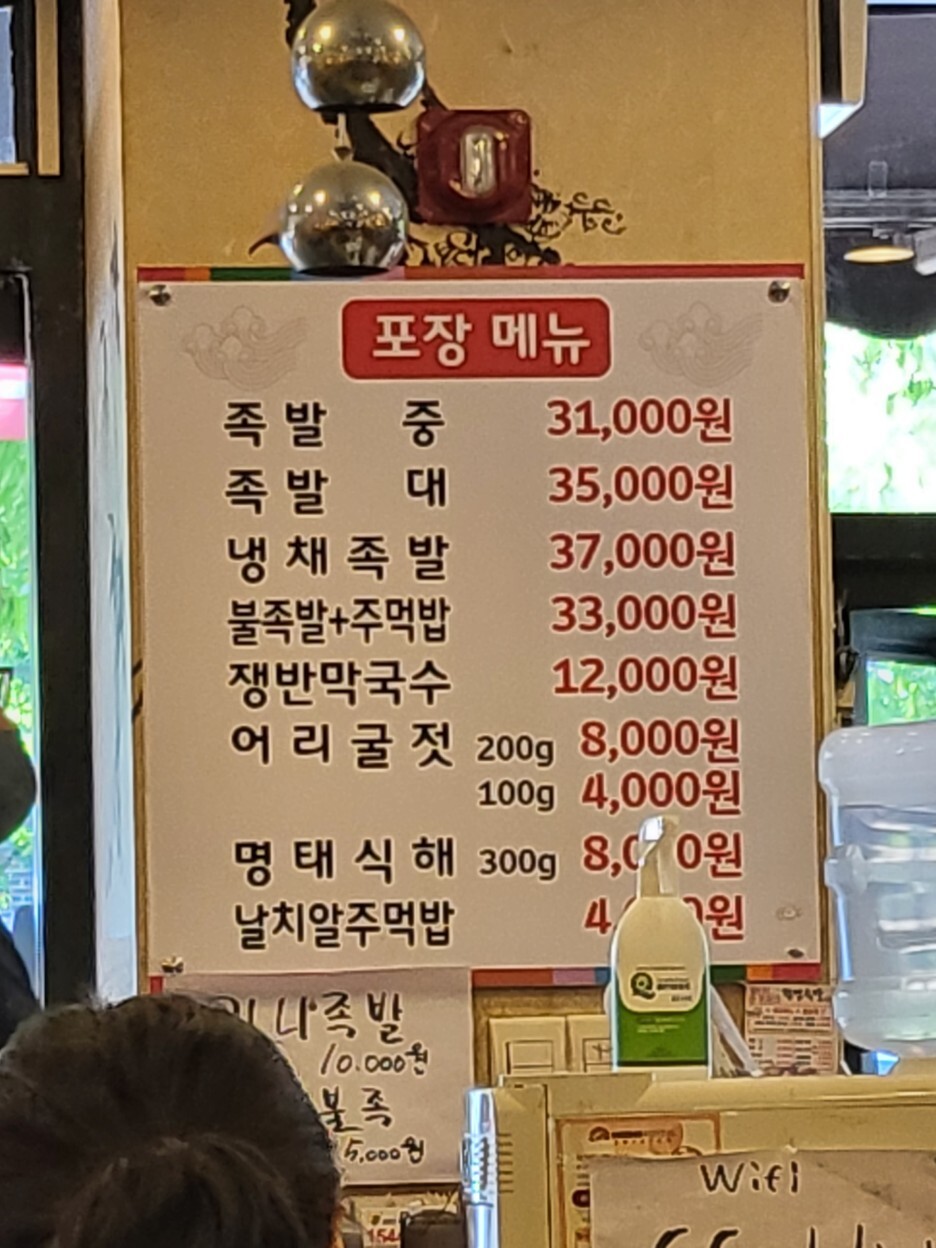 포장 메뉴
족발 중 31,000원
족발 대 35,000원
냉채족발 37,000원
불족발+주먹밥 33,000원
쟁반막국수 12,000원
어리굴젓 200g 8,000원
100g 4,000원
명태식해 300g
날치알주먹밥
10.000원
불족
Wifi